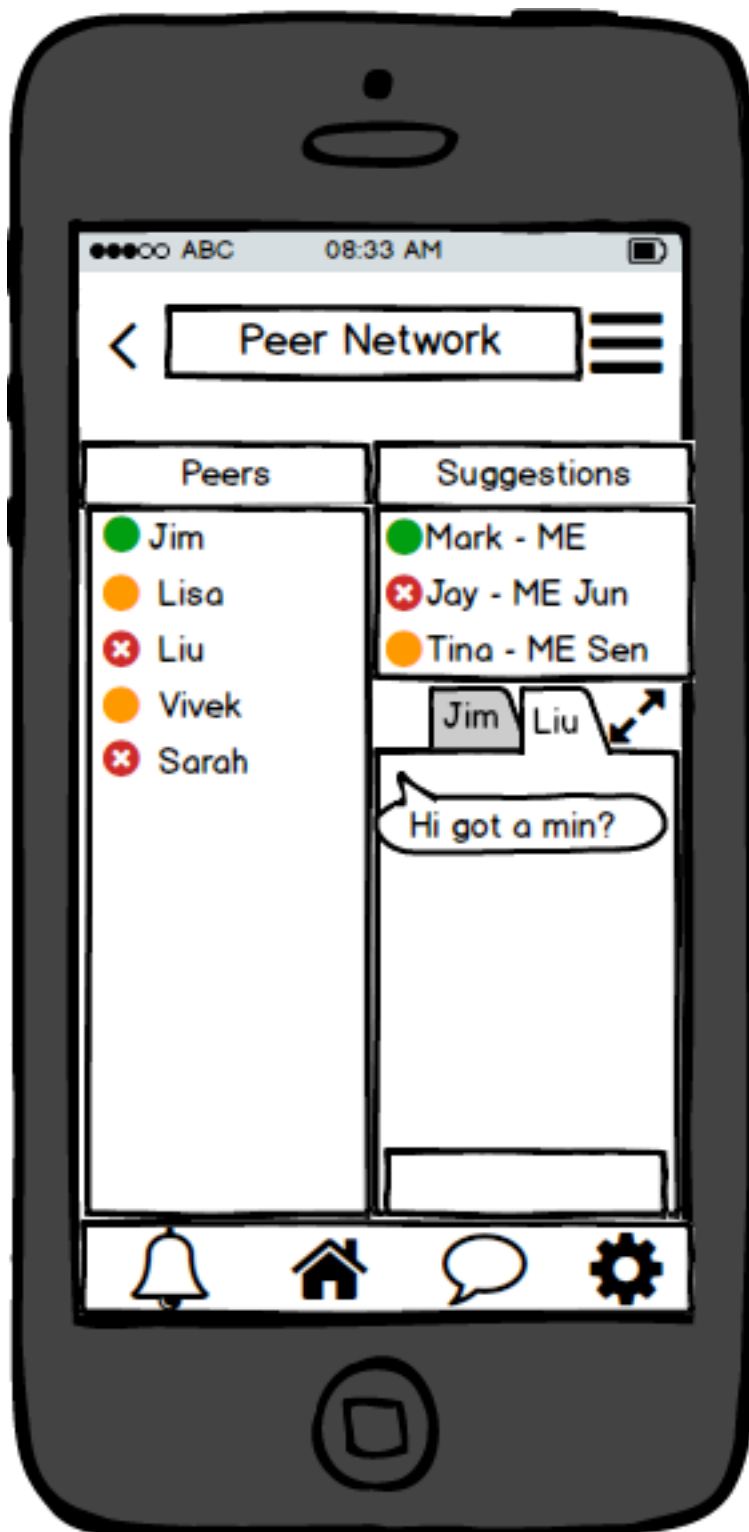 ABC 08:33 AM
Peer Network
Peers
Jim
Lisa
Liu
Vivek
Sarah
Suggestions
Mark - ME
Jay - ME Jun
Tina - ME Sen
Jim Liu
Hi got a min?